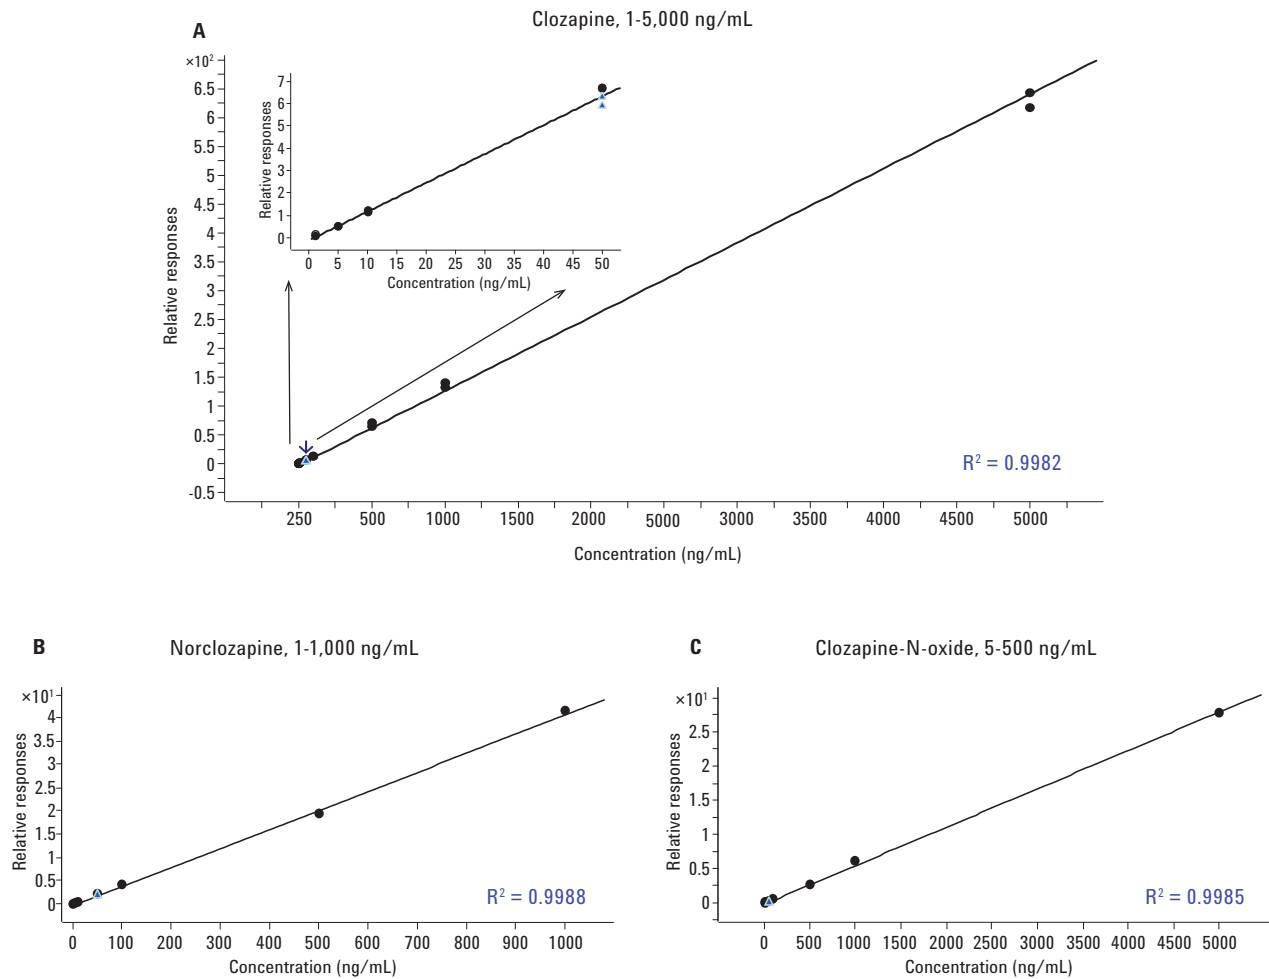 A
Clozapine, 1-5,000 ng/mL
×10²
6.5
6
5.5
5
4.5
4
3.5
3
2.5
2
1.5
1
0.5
0
-0.5
Relative responses
7
6
5
4
3
2
1
0
Relative responses
0 5 10 15 20 25 30 35 40 45 50
Concentration (ng/mL)
R² = 0.9982
250 500 1000 1500 2000 5000 3000 3500 4000 4500 5000
Concentration (ng/mL)
B
Norclozapine, 1-1,000 ng/mL
×10¹
4
3.5
3
2.5
2
1.5
1
0.5
0
Relative responses
R² = 0.9988
0 100 200 300 400 500 600 700 800 900 1000
Concentration (ng/mL)
C
Clozapine-N-oxide, 5-500 ng/mL
×10¹
2.5
2
1.5
1
0.5
0
Relative responses
R² = 0.9985
0 500 1000 1500 2000 2500 3000 3500 4000 4500 5000
Concentration (ng/mL)